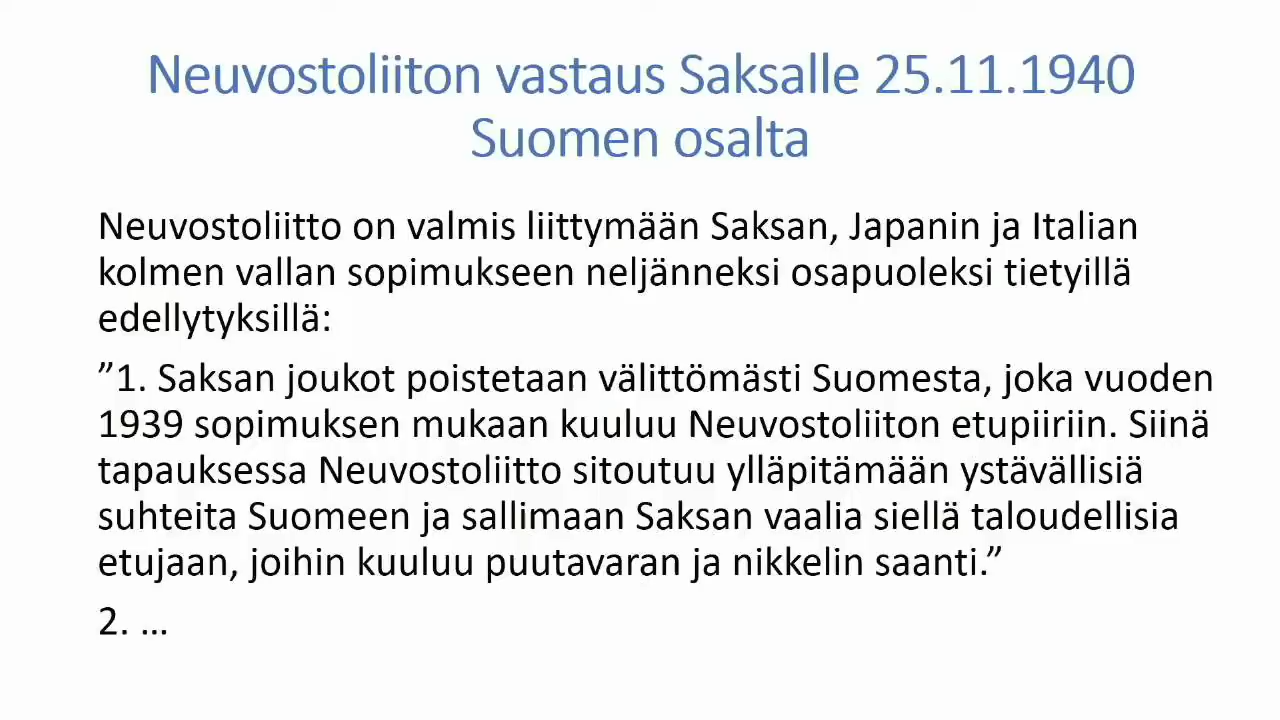 Neuvostoliiton vastaus Saksalle 25.11.1940
Suomen osalta
Neuvostoliitto on valmis liittymään Saksan, Japanin ja Italian
kolmen vallan sopimukseen neljänneksi osapuoleksi tietyillä
edellytyksillä:
”1. Saksan joukot poistetaan välittömästi Suomesta, joka vuoden
1939 sopimuksen mukaan kuuluu Neuvostoliiton etupiiriin. Siinä
tapauksessa Neuvostoliitto sitoutuu ylläpitämään ystävällisiä
suhteita Suomeen ja sallimaan Saksan vaalia siellä taloudellisia
etujaan, joihin kuuluu puutavaran ja nikkelin saanti.”
2. …